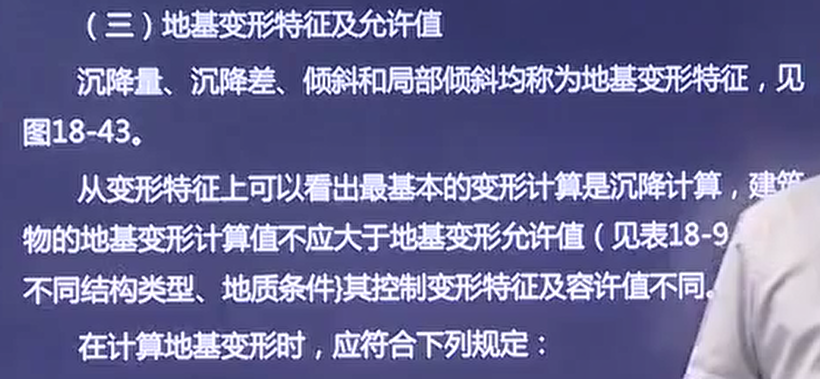 （三）地基变形特征及允许值
沉降量、沉降差、倾斜和局部倾斜均称为地基变形特征，见
图18-43。
从变形特征上可以看出最基本的变形计算是沉降计算，建筑
物的地基变形计算值不应大于地基变形允许值（见表18-9
不同结构类型、地质条件}其控制变形特征及容许值不同。
在计算地基变形时，应符合下列规定：